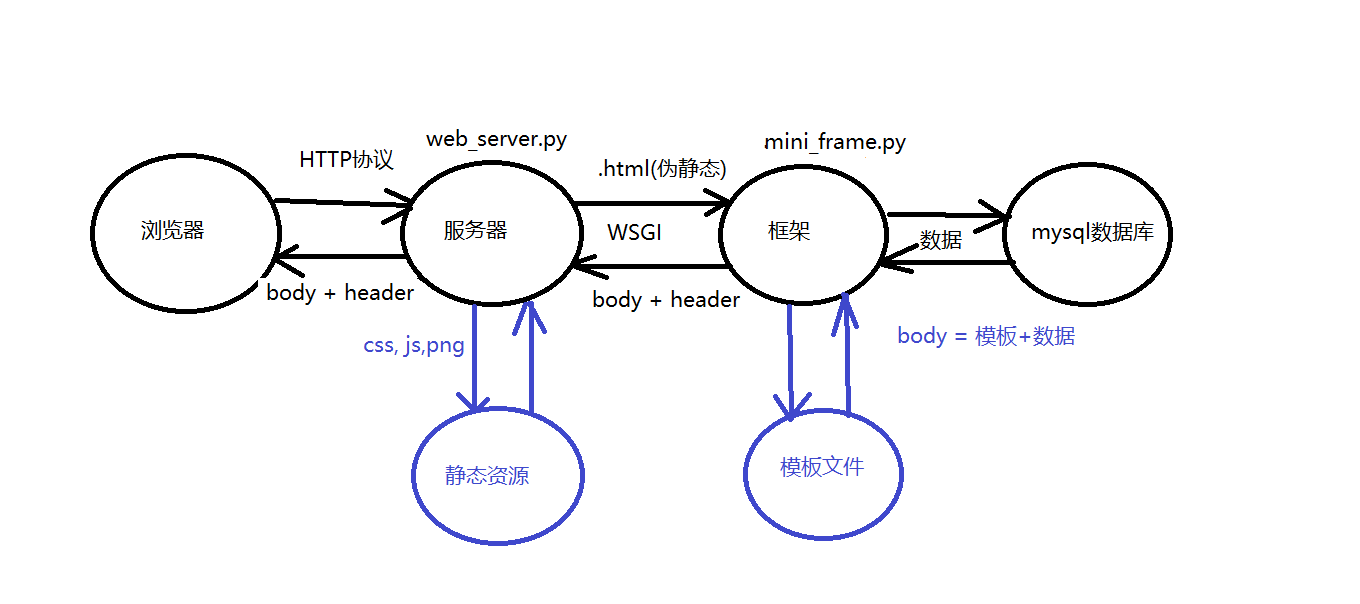 web_server.py
mini_frame.py
HTTP协议
.html(伪静态)
浏览器
服务器
WSGI
框架
数据
mysql数据库
body + header
body + header
css, js,png
body = 模板+数据
静态资源
模板文件